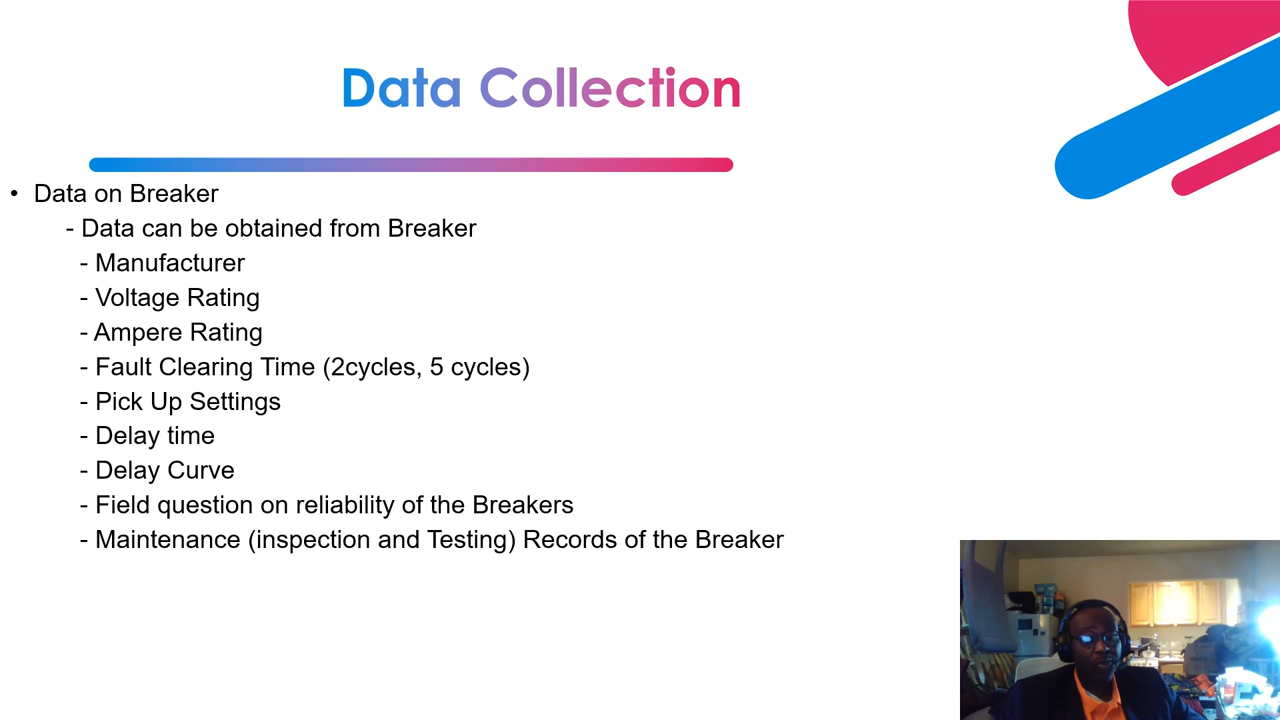 Data Collection
• Data on Breaker
- Data can be obtained from Breaker
- Manufacturer
- Voltage Rating
- Ampere Rating
- Fault Clearing Time (2cycles, 5 cycles)
- Pick Up Settings
- Delay time
- Delay Curve
- Field question on reliability of the Breakers
- Maintenance (inspection and Testing) Records of the Breaker